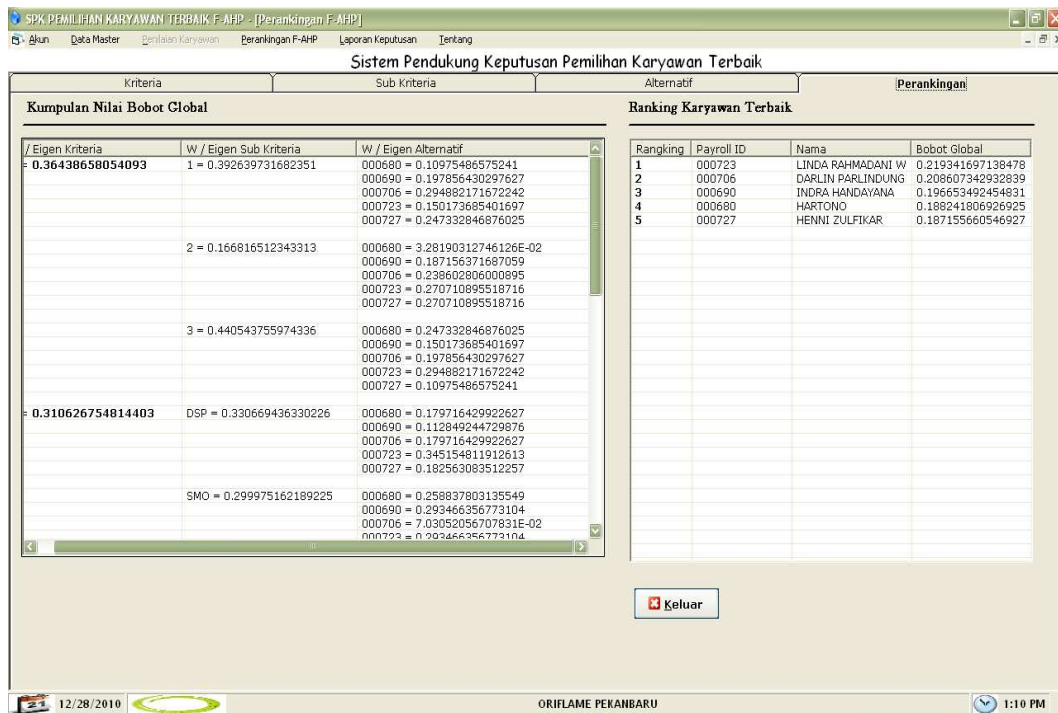 SPK PEMILIHAN KARYAWAN TERBAIK F-AHP - [Perankingan F-AHP]
Akun Data Master Penilaian Karyawan Perankingan F-AHP Laporan Keputusan Tentang
Sistem Pendukung Keputusan Pemilihan Karyawan Terbaik
Kriteria Sub Kriteria Alternatif Perankingan
Kumpulan Nilai Bobot Global
/ Eigen Kriteria W / Eigen Sub Kriteria W / Eigen Alternatif
= 0.36438658054093 1 = 0.392639731682351 000680 = 0.10975486575241
000690 = 0.197856430297627
000706 = 0.294882171672242
000723 = 0.150173685401697
000727 = 0.247332846876025
2 = 0.166816512343313 000680 = 3.28190312746126E-02
000690 = 0.187156371687059
000706 = 0.238602806000895
000723 = 0.270710895518716
000727 = 0.270710895518716
3 = 0.440543755974336 000680 = 0.247332846876025
000690 = 0.150173685401697
000706 = 0.197856430297627
000723 = 0.294882171672242
000727 = 0.10975486575241
= 0.310626754814403 DSP = 0.330669436330226 000680 = 0.179716429922627
000690 = 0.112849244729876
000706 = 0.179716429922627
000723 = 0.345154811912613
000727 = 0.182563083512257
SMO = 0.299975162189225 000680 = 0.258837803135549
000690 = 0.293466356773104
000706 = 7.03052056707831E-02
000723 = 0.293466356773104
Ranking Karyawan Terbaik
Rangking Payroll ID Nama Bobot Global
1 000723 LINDA RAHMADANI W 0.219341697138478
2 000706 DARLIN PARLINDUNG 0.208607342932839
3 000690 INDRA HANDAYANA 0.196653492454831
4 000680 HARTONO 0.188241806926925
5 000727 HENNI ZULFIKAR 0.187155660546927
Keluar
21 12/28/2010 ORIFLAME PEKANBARU 1:10 PM